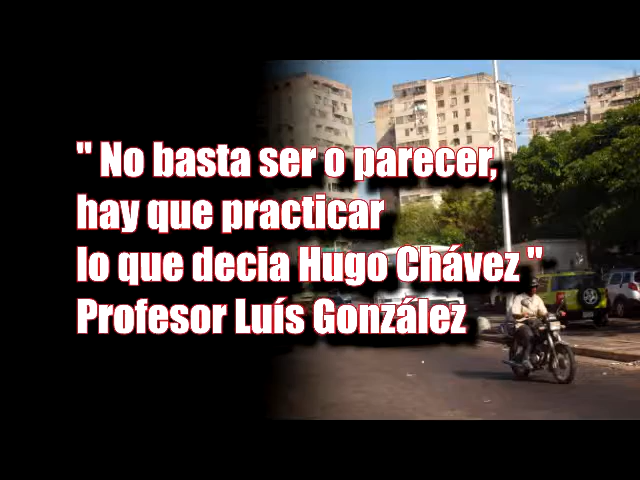 " No basta ser o parecer,
hay que practicar
lo que decia Hugo Chávez "
Profesor Luís González